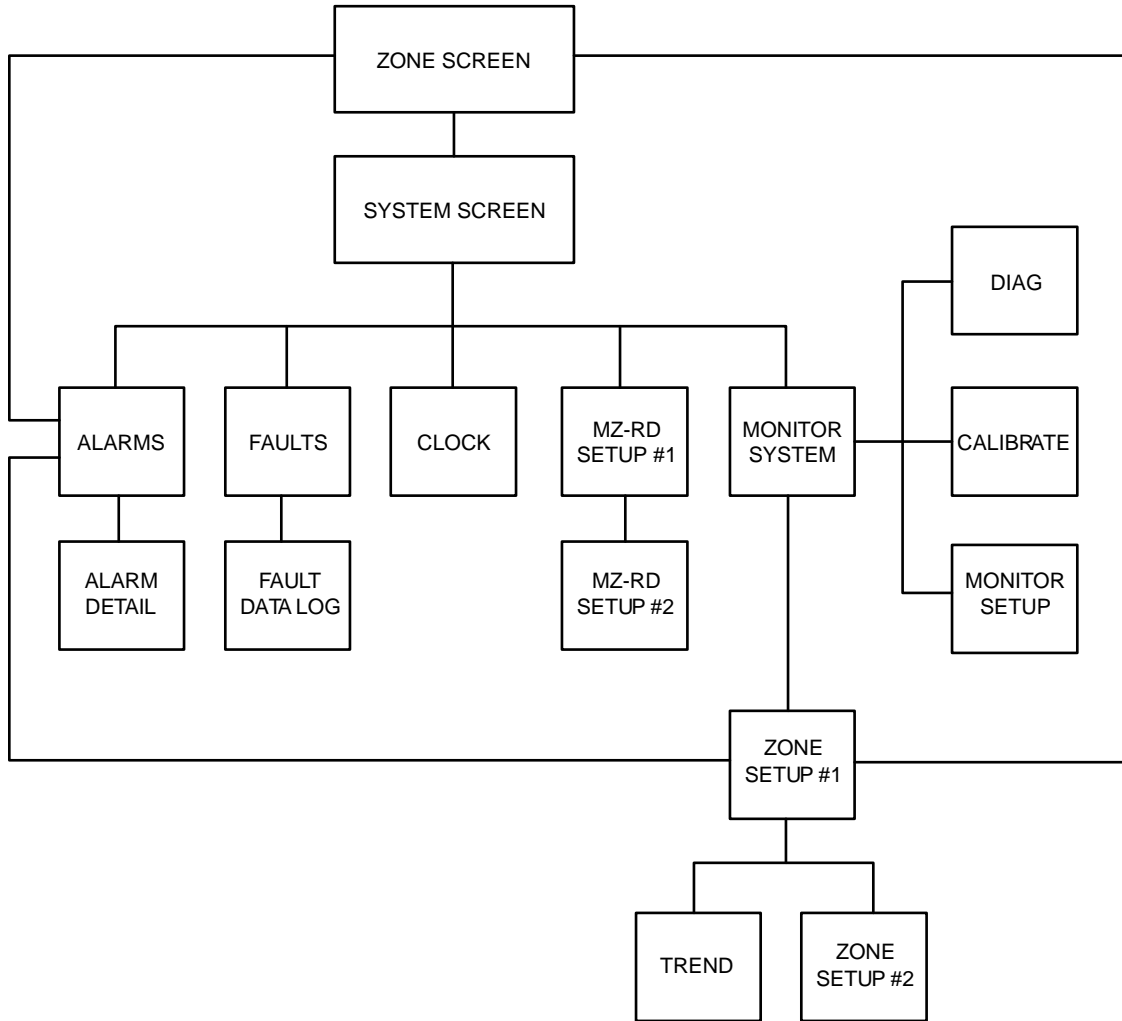 ZONE SCREEN
SYSTEM SCREEN
DIAG
ALARMS
FAULTS
CLOCK
MZ-RD
SETUP #1
MONITOR
SYSTEM
CALIBRATE
ALARM
DETAIL
FAULT
DATA LOG
MZ-RD
SETUP #2
MONITOR
SETUP
ZONE
SETUP #1
TREND
ZONE
SETUP #2